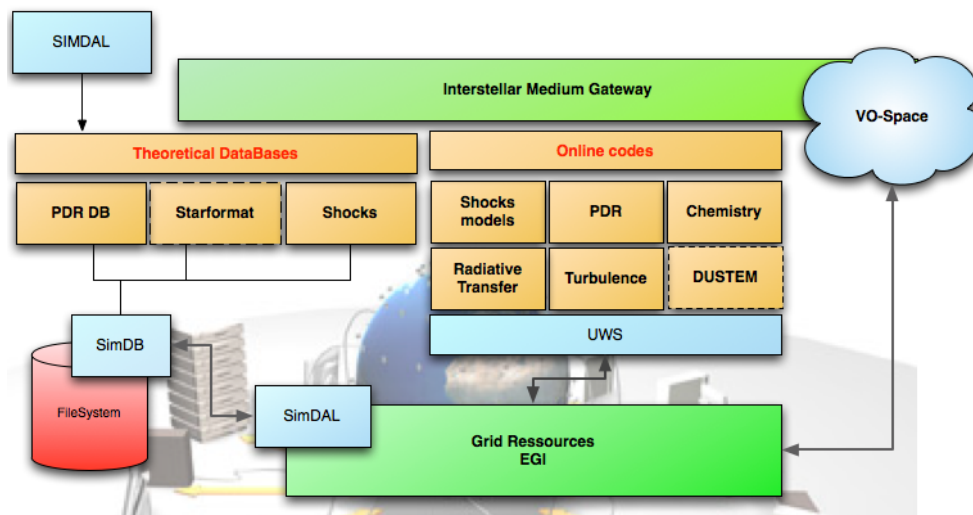 SIMDAL
Interstellar Medium Gateway
VO-Space
Theoretical DataBases
Online codes
PDR DB
Starformat
Shocks
Shocks
models
PDR
Chemistry
Radiative
Transfer
Turbulence
DUSTEM
UWS
SimDB
FileSystem
SimDAL
Grid Ressources
EGI